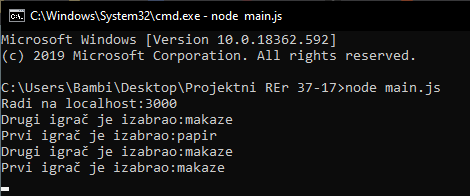 C:\Windows\System32\cmd.exe - node main.js
Microsoft Windows [Version 10.0.18362.592]
(c) 2019 Microsoft Corporation. All rights reserved.
C:\Users\Bambi\Desktop\Projektni REr 37-17>node main.js
Radi na localhost:3000
Drugi igrač je izabrao:makaze
Prvi igrač je izabrao:papir
Drugi igrač je izabrao:makaze
Prvi igrač je izabrao:makaze